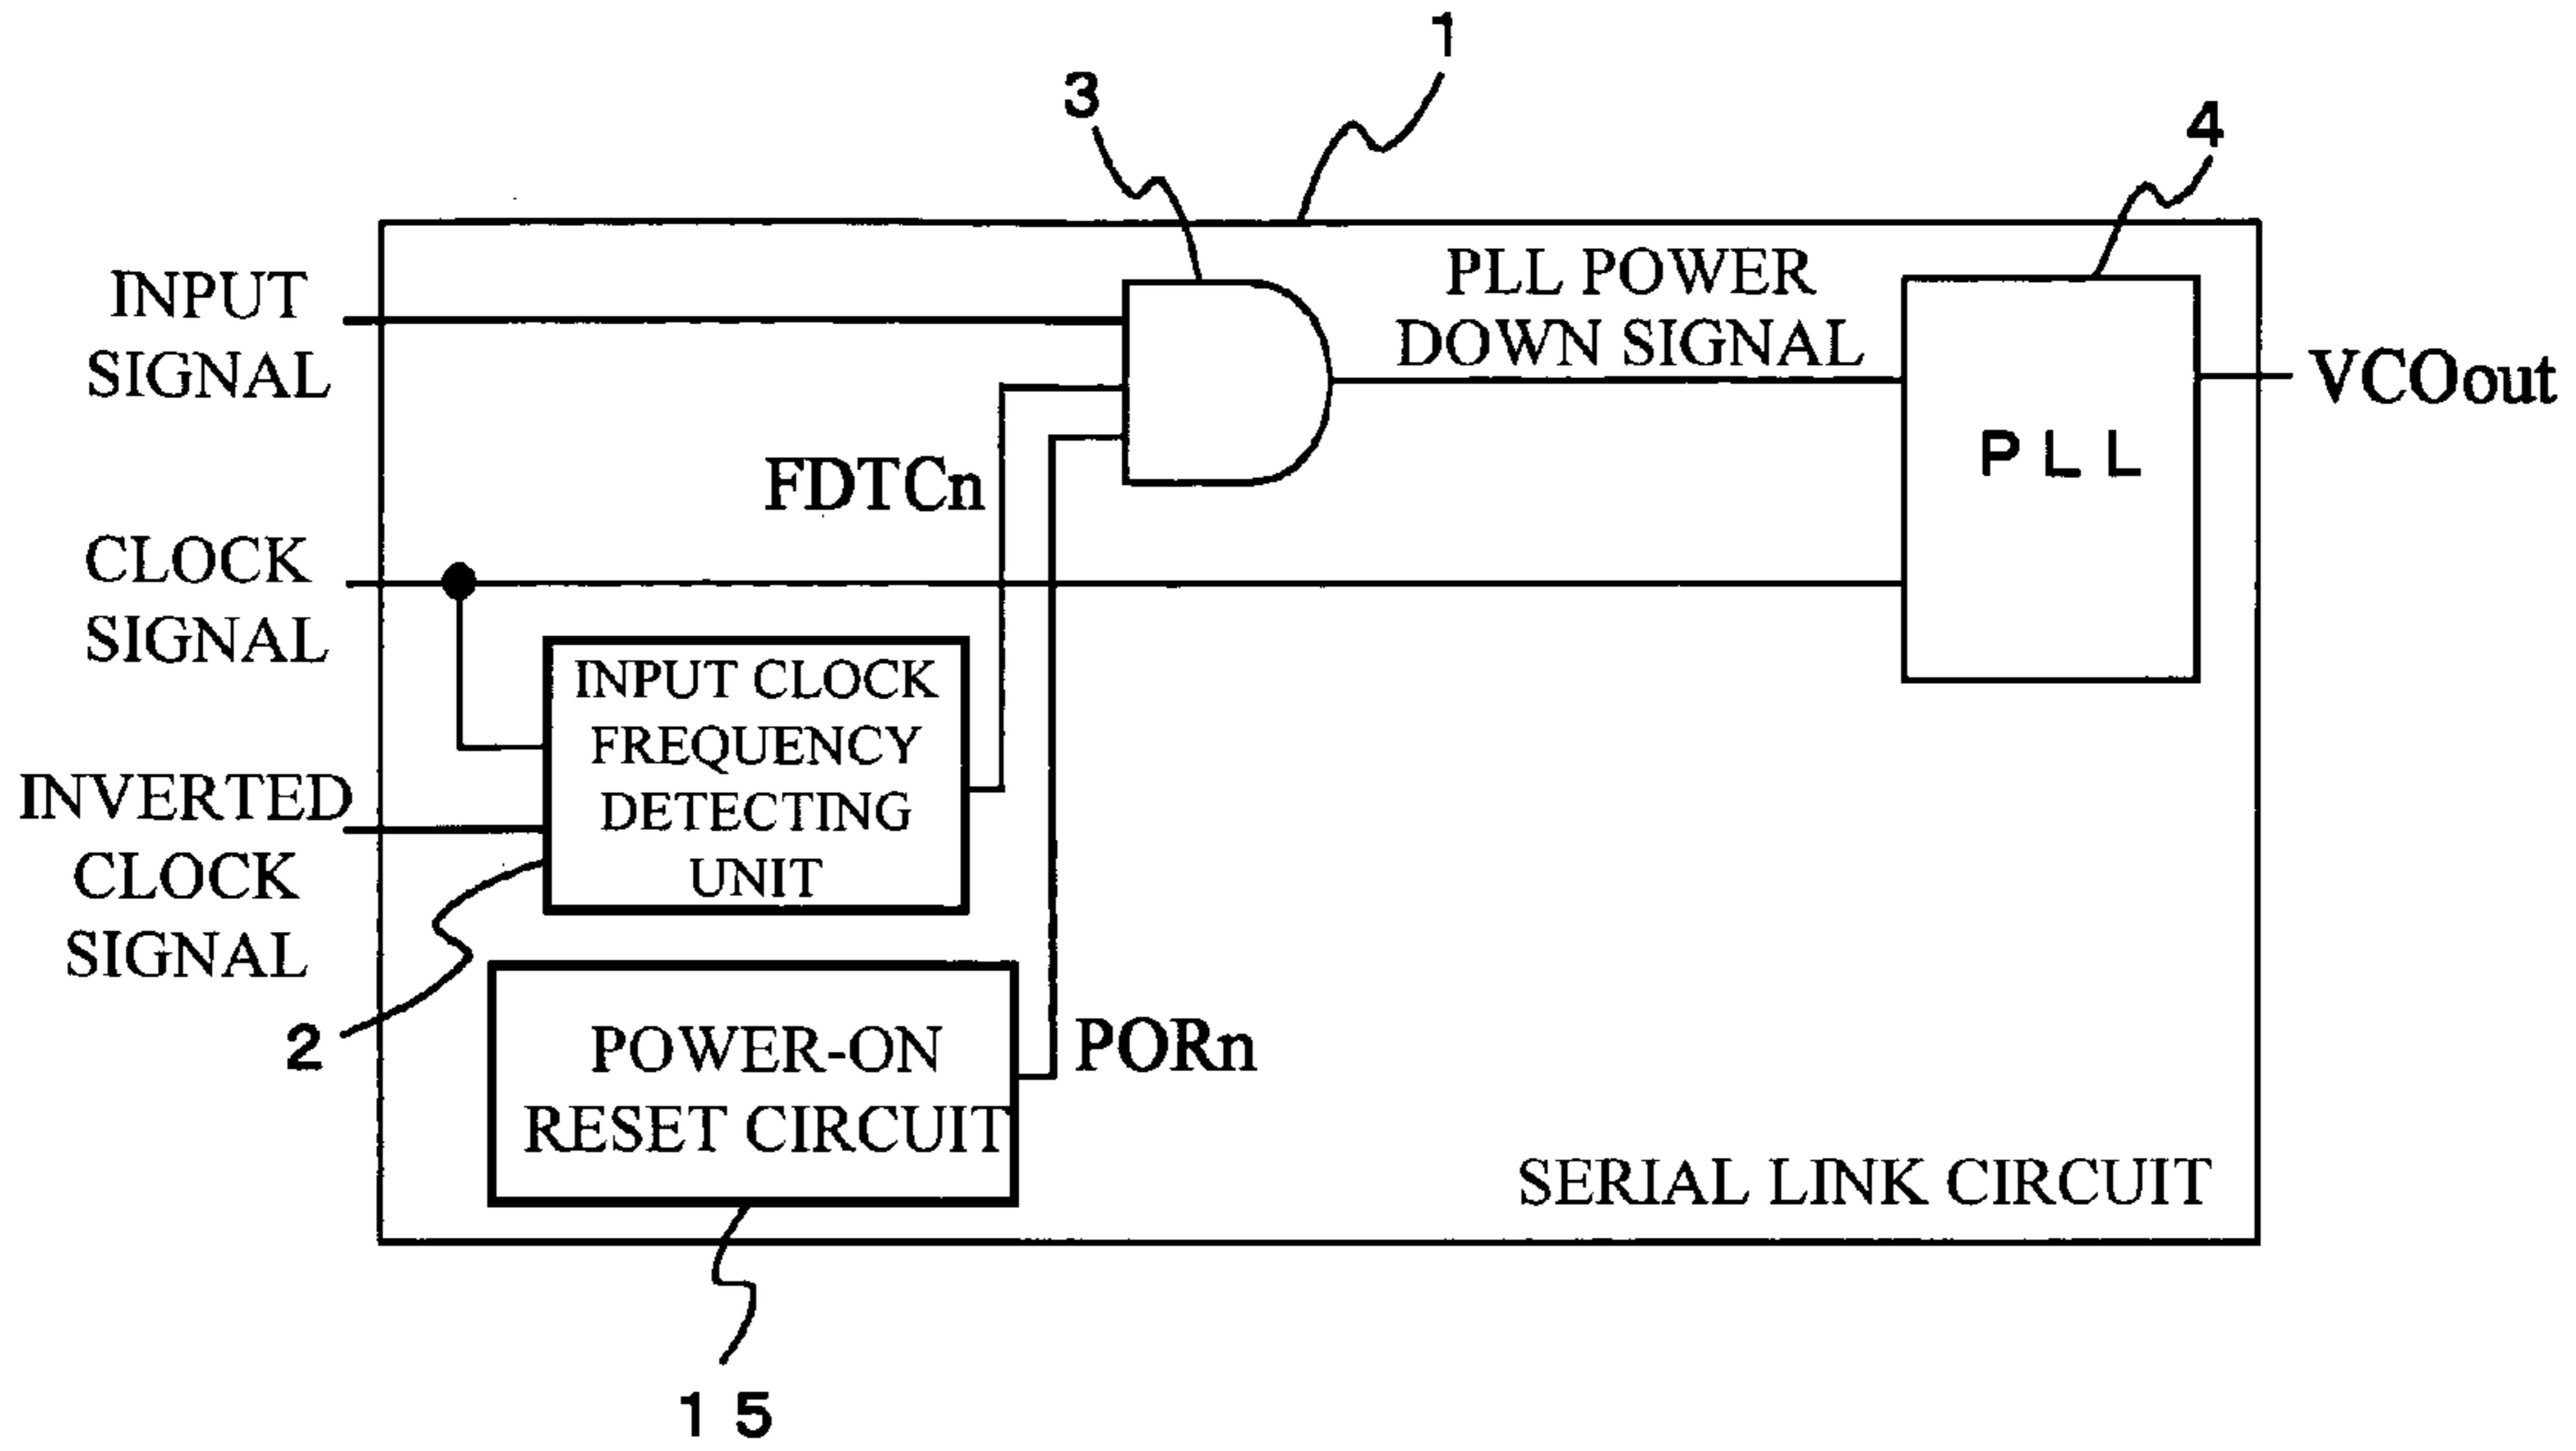 1
3
4
INPUT
SIGNAL
PLL POWER
DOWN SIGNAL
VCOout
PLL
FDTCn
CLOCK
SIGNAL
INPUT CLOCK
FREQUENCY
DETECTING
UNIT
INVERTED
CLOCK
SIGNAL
2
POWER-ON
RESET CIRCUIT
PORn
SERIAL LINK CIRCUIT
15